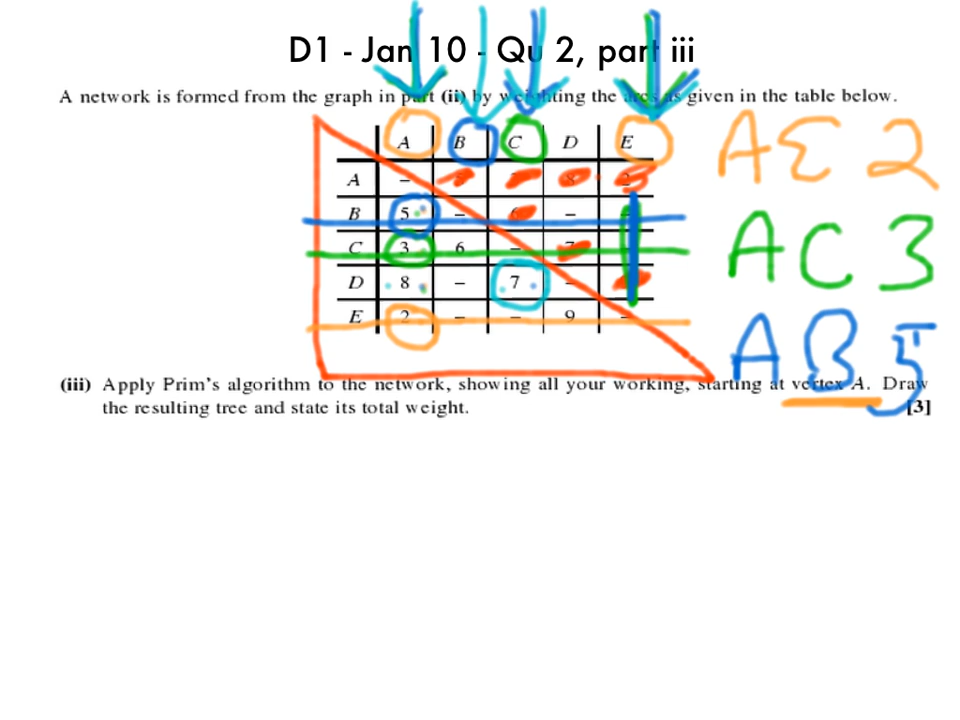 D1 - Jan 10 - Qu 2, part iii
A network is formed from the graph in part (ii) by weighting the arcs as given in the table below.
A B C D E
A –
B 5 – –
C 3 6 – 7
D 8 – 7 –
E 2 – – 9 –
AE 2
AC 3
AB 5
(iii) Apply Prim's algorithm to the network, showing all your working, starting at vertex A. Draw
the resulting tree and state its total weight. [3]